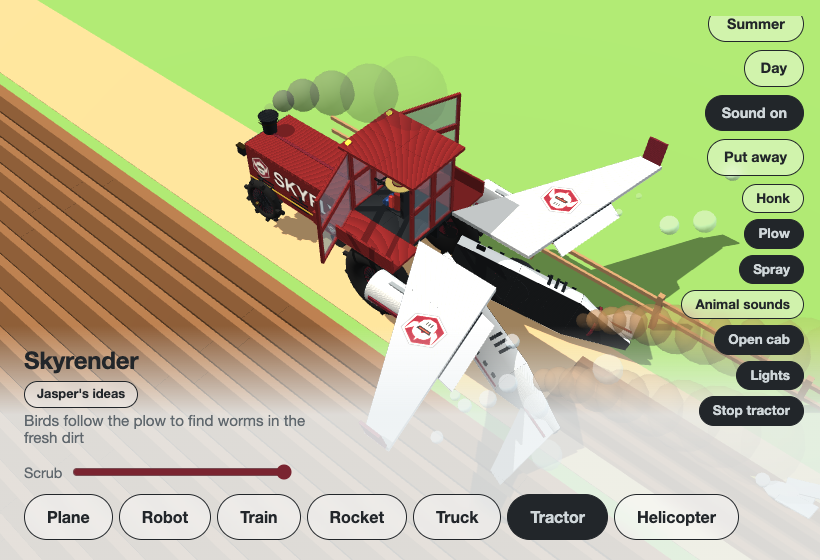 Summer
Day
Sound on
Put away
Honk
Plow
Spray
Animal sounds
Open cab
Lights
Stop tractor
Skyrender
Jasper's ideas
Birds follow the plow to find worms in the
fresh dirt
Scrub
Plane
Robot
Train
Rocket
Truck
Tractor
Helicopter